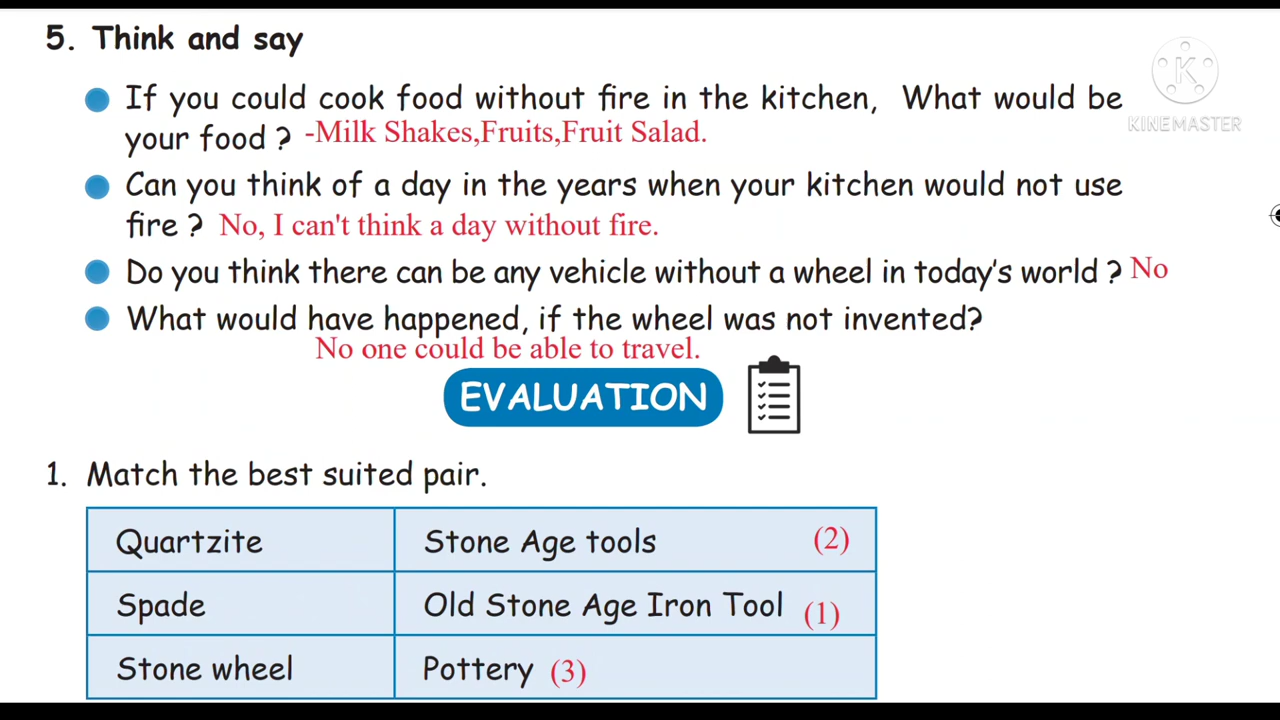 5. Think and say
KINEMASTER
If you could cook food without fire in the kitchen, What would be
your food ? -Milk Shakes,Fruits,Fruit Salad.
Can you think of a day in the years when your kitchen would not use
fire ? No, I can't think a day without fire.
Do you think there can be any vehicle without a wheel in today's world ? No
What would have happened, if the wheel was not invented?
No one could be able to travel.
EVALUATION
1. Match the best suited pair.
Quartzite Stone Age tools (2)
Spade Old Stone Age Iron Tool (1)
Stone wheel Pottery (3)